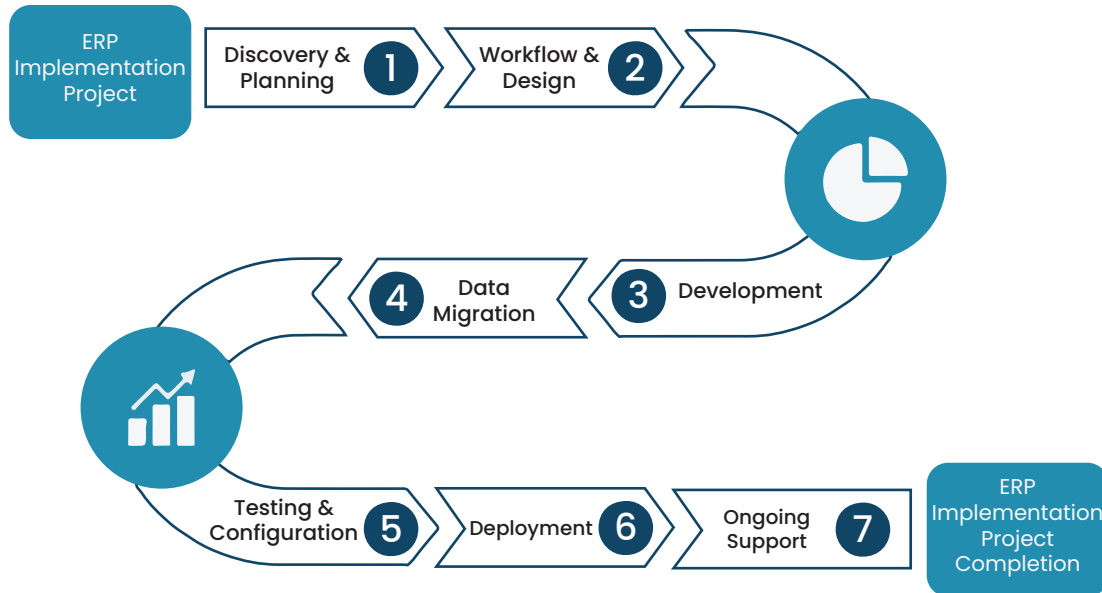 ERP
Implementation
Project
Discovery &
Planning
1
Workflow &
Design
2
3
Development
4
Data
Migration
Testing &
Configuration
5
Deployment
6
Ongoing
Support
7
ERP
Implementation
Project
Completion